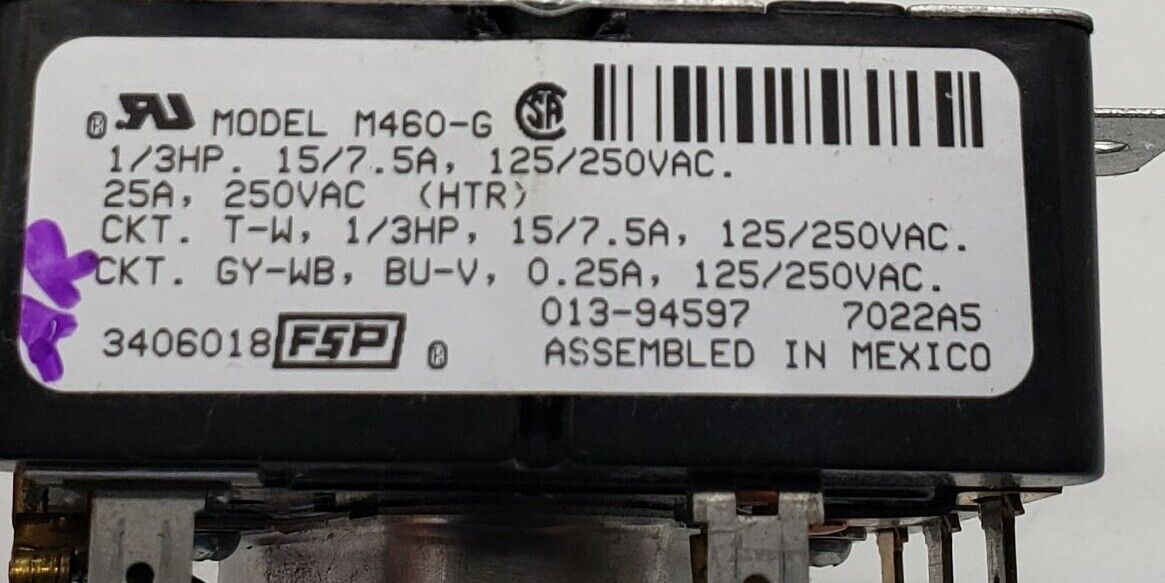 MODEL M460-G
1/3HP. 15/7.5A, 125/250VAC.
25A, 250VAC (HTR)
CKT. T-W, 1/3HP, 15/7.5A, 125/250VAC.
CKT. GY-WB, BU-V, 0.25A, 125/250VAC.
013-94597 7022A5
3406018 FSP
ASSEMBLED IN MEXICO